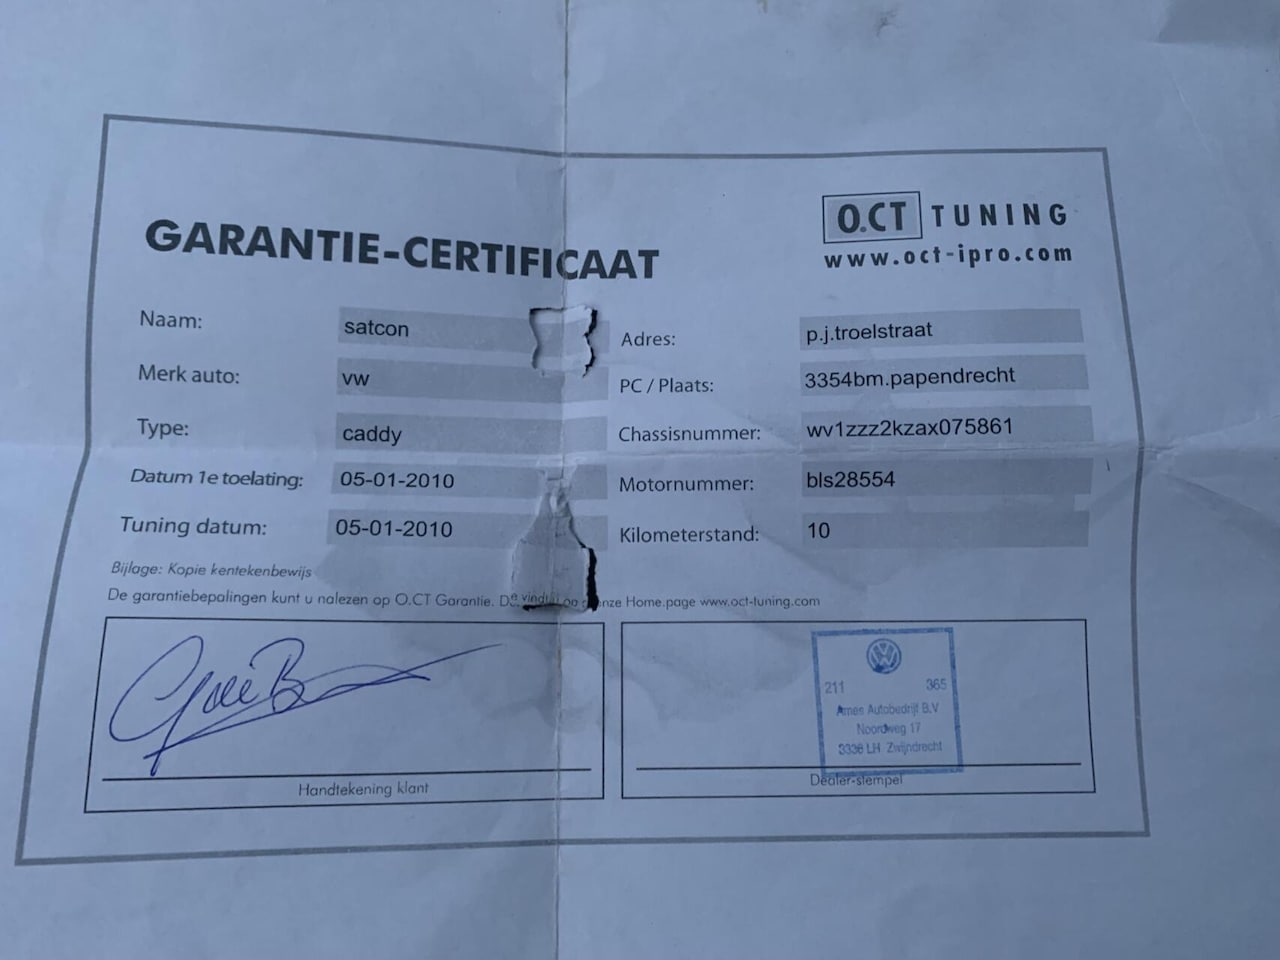 O.CT TUNING
www.oct-ipro.com
GARANTIE-CERTIFICAAT
Naam: satcon
Adres: p.j.troelstraat
Merk auto: vw
PC / Plaats: 3354bm.papendrecht
Type: caddy
Chassisnummer: wv1zzz2kzax075861
Datum 1e toelating: 05-01-2010
Motornummer: bls28554
Tuning datum: 05-01-2010
Kilometerstand: 10
Bijlage: Kopie kentekenbewijs
De garantiebepalingen kunt u nalezen op O.CT Garantie. Home.page www.oct-tuning.com
Handtekening klant
211 365
Ames Autobedrijf B.V
Noordweg 17
3336 LH Zwijndrecht
Dealer-stempel